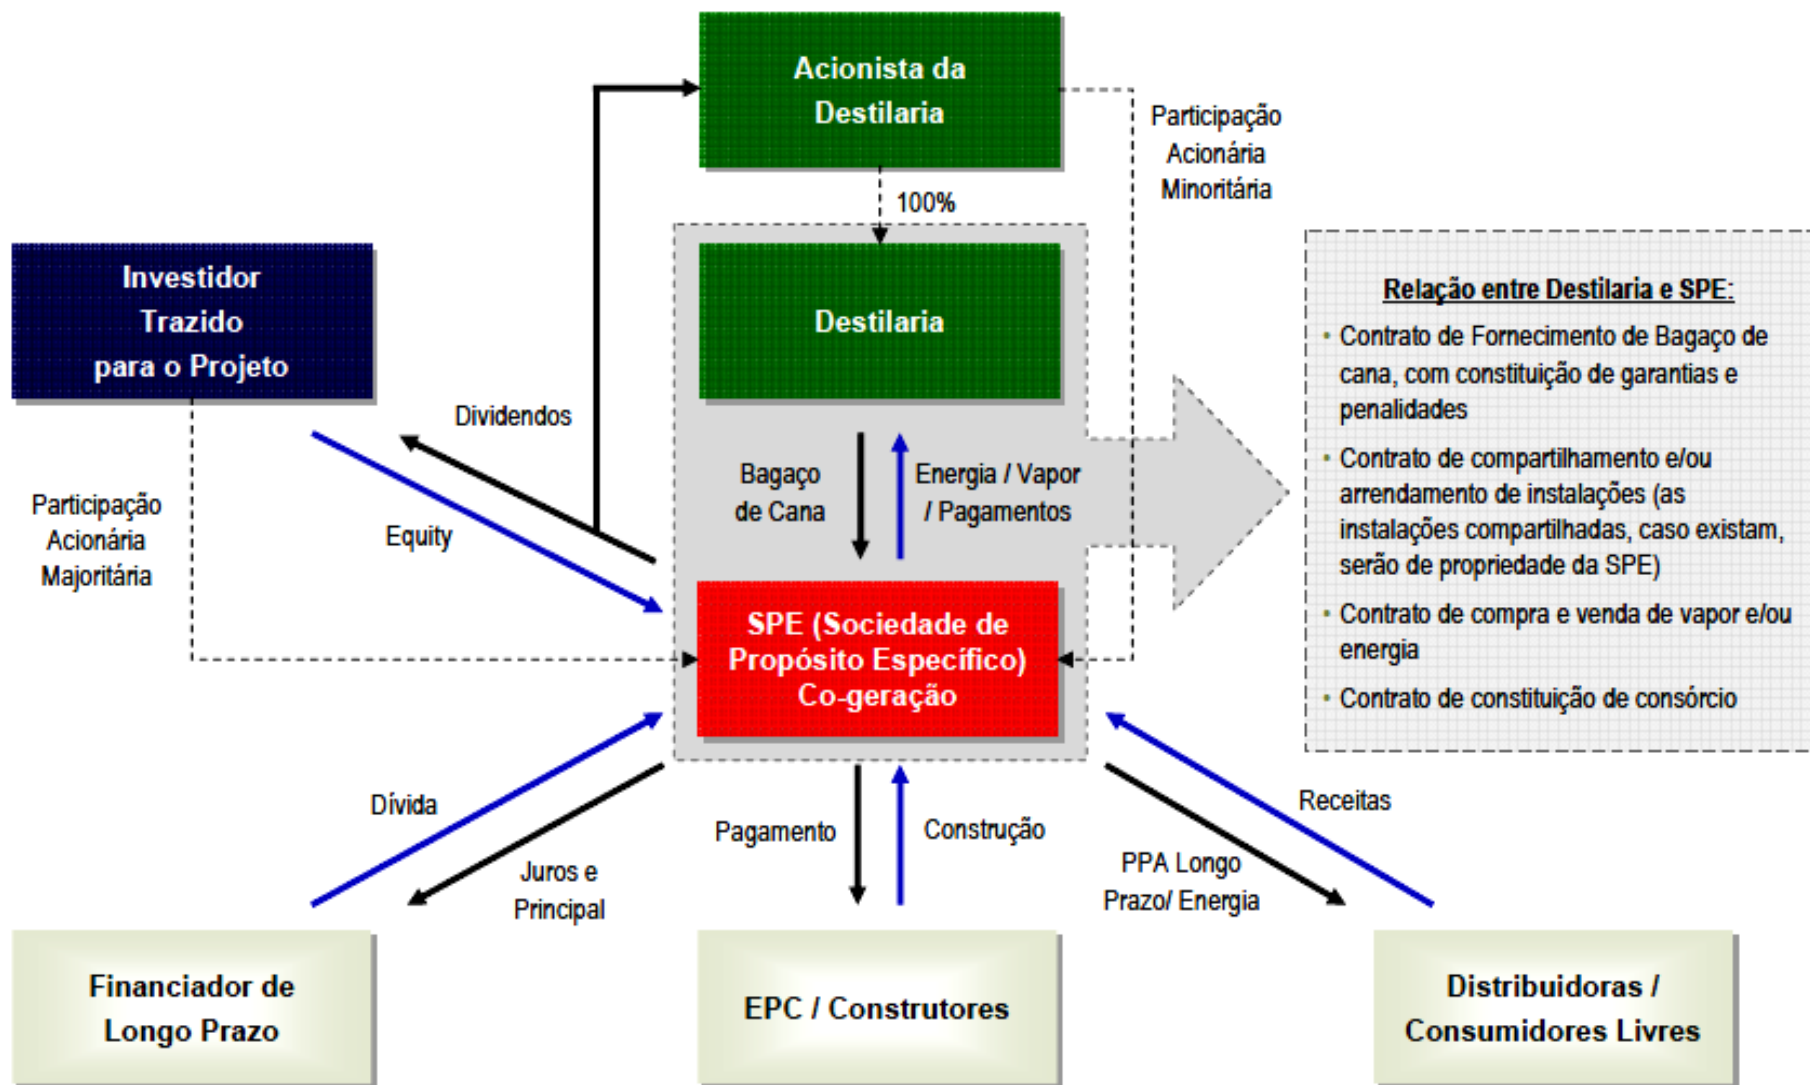 Acionista da
Destilaria
Participação
Acionária
Minoritária
100%
Investidor
Trazido
para o Projeto
Destilaria
Relação entre Destilaria e SPE:
• Contrato de Fornecimento de Bagaço de
cana, com constituição de garantias e
penalidades
• Contrato de compartilhamento e/ou
arrendamento de instalações (as
instalações compartilhadas, caso existam,
serão de propriedade da SPE)
• Contrato de compra e venda de vapor e/ou
energia
• Contrato de constituição de consórcio
Dividendos
Bagaço
de Cana
Energia / Vapor
/ Pagamentos
Participação
Acionária
Majoritária
Equity
SPE (Sociedade de
Propósito Específico)
Co-geração
Dívida
Juros e
Principal
Pagamento
Construção
Receitas
PPA Longo
Prazo/ Energia
Financiador de
Longo Prazo
EPC / Construtores
Distribuidoras /
Consumidores Livres